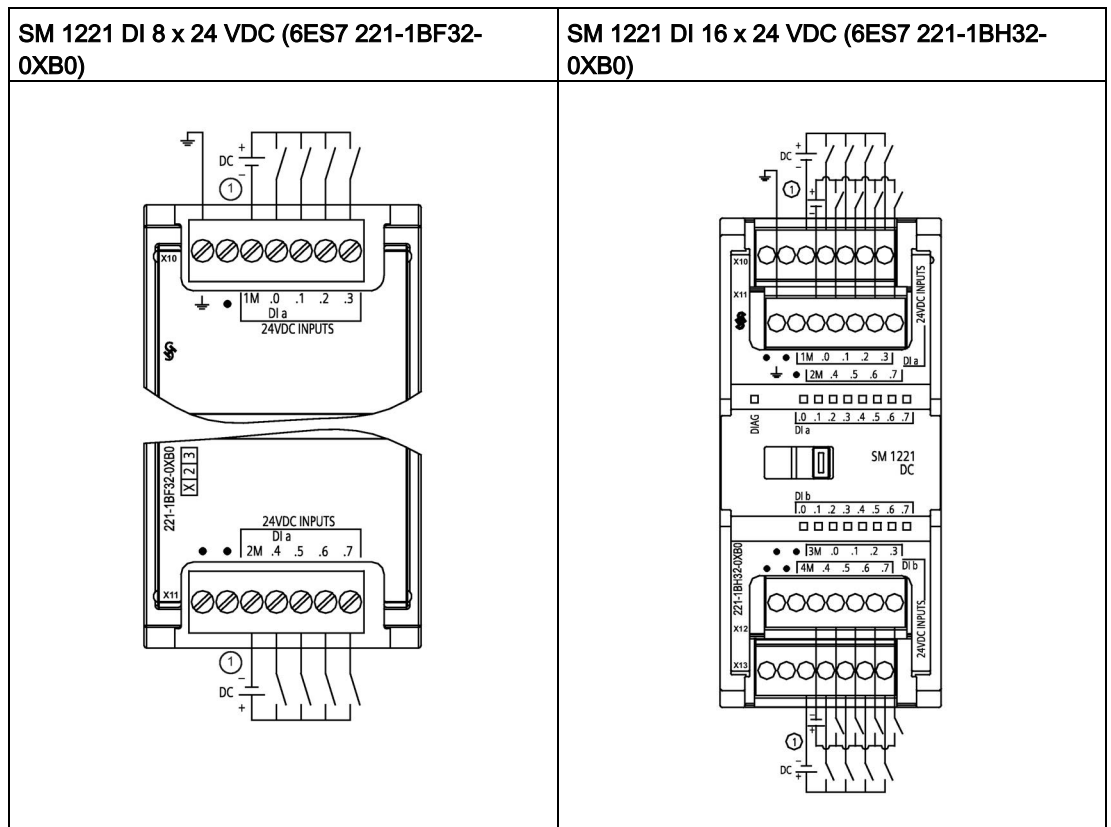 SM 1221 DI 8 x 24 VDC (6ES7 221-1BF32-
0XB0)
SM 1221 DI 16 x 24 VDC (6ES7 221-1BH32-
0XB0)
+
DC
−
1
X10
1M .0 .1 .2 .3
DI a
24VDC INPUTS
221-1BF32-0XB0
X 2 3
24VDC INPUTS
DI a
2M .4 .5 .6 .7
X11
1
−
DC
+
+
DC
−
1
+
−
X10
X11
24VDC INPUTS
1M .0 .1 .2 .3
DI a
2M .4 .5 .6 .7
DIAG
.0 .1 .2 .3 .4 .5 .6 .7
DI a
SM 1221
DC
DI b
.0 .1 .2 .3 .4 .5 .6 .7
3M .0 .1 .2 .3
DI b
4M .4 .5 .6 .7
221-1BH32-0XB0
24VDC INPUTS
X12
X13
−
+
1
−
DC
+